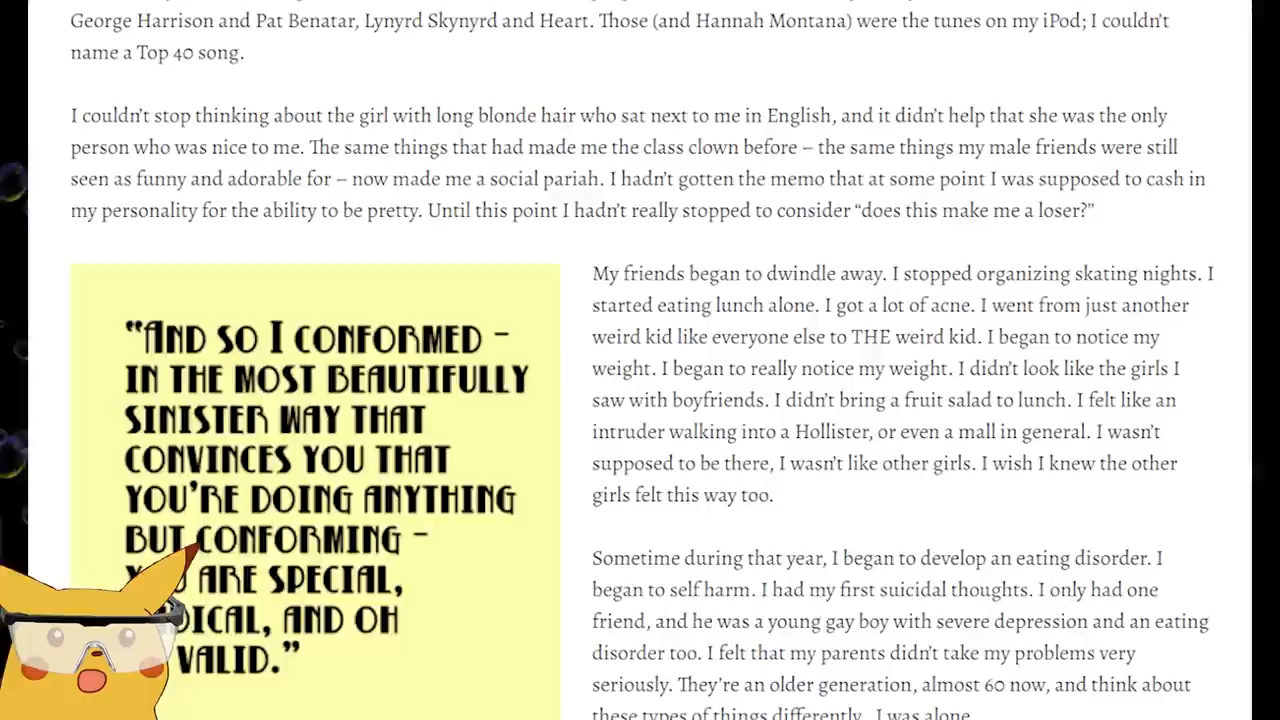 George Harrison and Pat Benatar, Lynyrd Skynyrd and Heart. Those (and Hannah Montana) were the tunes on my iPod; I couldn't
name a Top 40 song.
I couldn't stop thinking about the girl with long blonde hair who sat next to me in English, and it didn't help that she was the only
person who was nice to me. The same things that had made me the class clown before – the same things my male friends were still
seen as funny and adorable for – now made me a social pariah. I hadn't gotten the memo that at some point I was supposed to cash in
my personality for the ability to be pretty. Until this point I hadn't really stopped to consider “does this make me a loser?”
“And so I conformed –
in the most beautifully
sinister way that
convinces you that
you're doing anything
but conforming –
are special,
and oh
valid.”
My friends began to dwindle away. I stopped organizing skating nights. I
started eating lunch alone. I got a lot of acne. I went from just another
weird kid like everyone else to THE weird kid. I began to notice my
weight. I began to really notice my weight. I didn't look like the girls I
saw with boyfriends. I didn't bring a fruit salad to lunch. I felt like an
intruder walking into a Hollister, or even a mall in general. I wasn't
supposed to be there, I wasn't like other girls. I wish I knew the other
girls felt this way too.
Sometime during that year, I began to develop an eating disorder. I
began to self harm. I had my first suicidal thoughts. I only had one
friend, and he was a young gay boy with severe depression and an eating
disorder too. I felt that my parents didn't take my problems very
seriously. They're an older generation, almost 60 now, and think about
these types of things differently. I was alone.